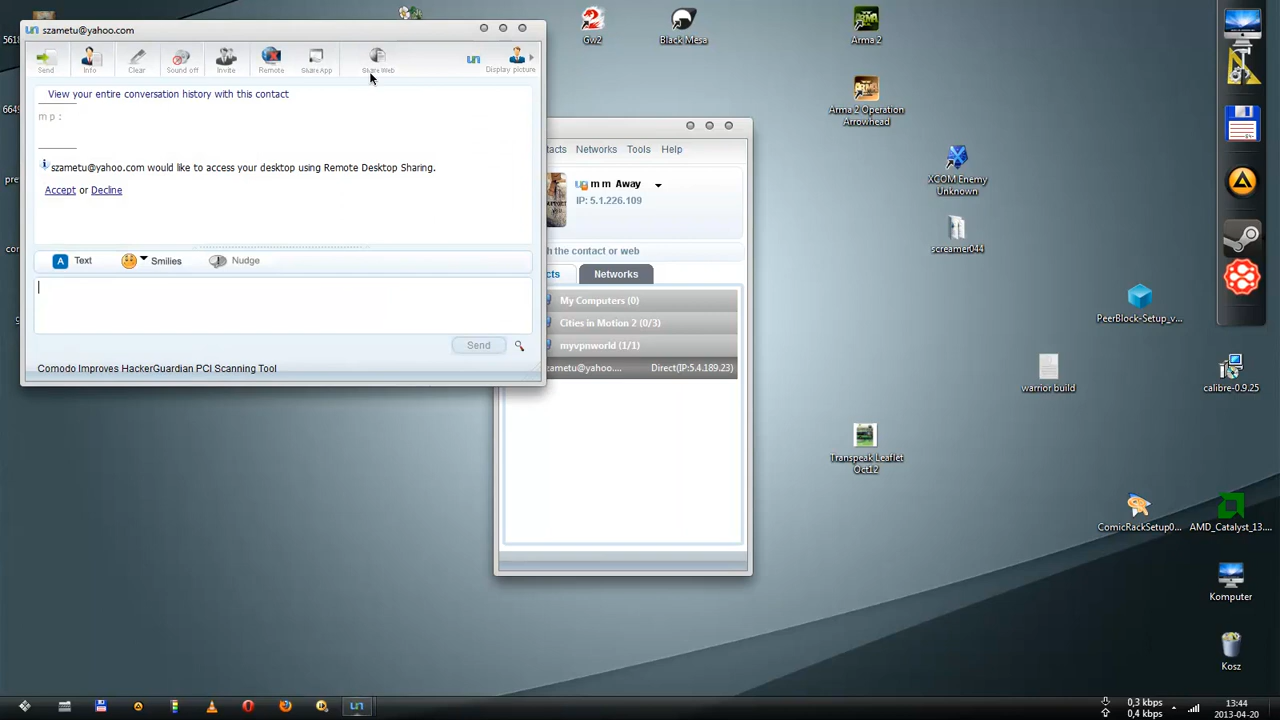 szametu@yahoo.com
Send
Info
Clear
Sound off
Invite
Remote
Share App
Share Web
un
Display picture
View your entire conversation history with this contact
m p :
szametu@yahoo.com would like to access your desktop using Remote Desktop Sharing.
Accept or Decline
Text
Smilies
Nudge
Send
Comodo Improves HackerGuardian PCI Scanning Tool
Networks
Tools
Help
m m Away
IP: 5.1.226.109
the contact or web
Networks
My Computers (0)
Cities in Motion 2 (0/3)
myvpnworld (1/1)
zametu@yahoo....
Direct(IP:5.4.189.23)
Gw2
Black Mesa
Arma 2
Arma 2 Operation
Arrowhead
XCOM Enemy
Unknown
screamer044
PeerBlock-Setup_v...
warrior build
calibre-0.9.25
Transpeak Leaflet
Oct12
ComicRackSetup0...
AMD_Catalyst_13....
Komputer
Kosz
un
0,3 kbps
0,4 kbps
13:44
2013-04-20